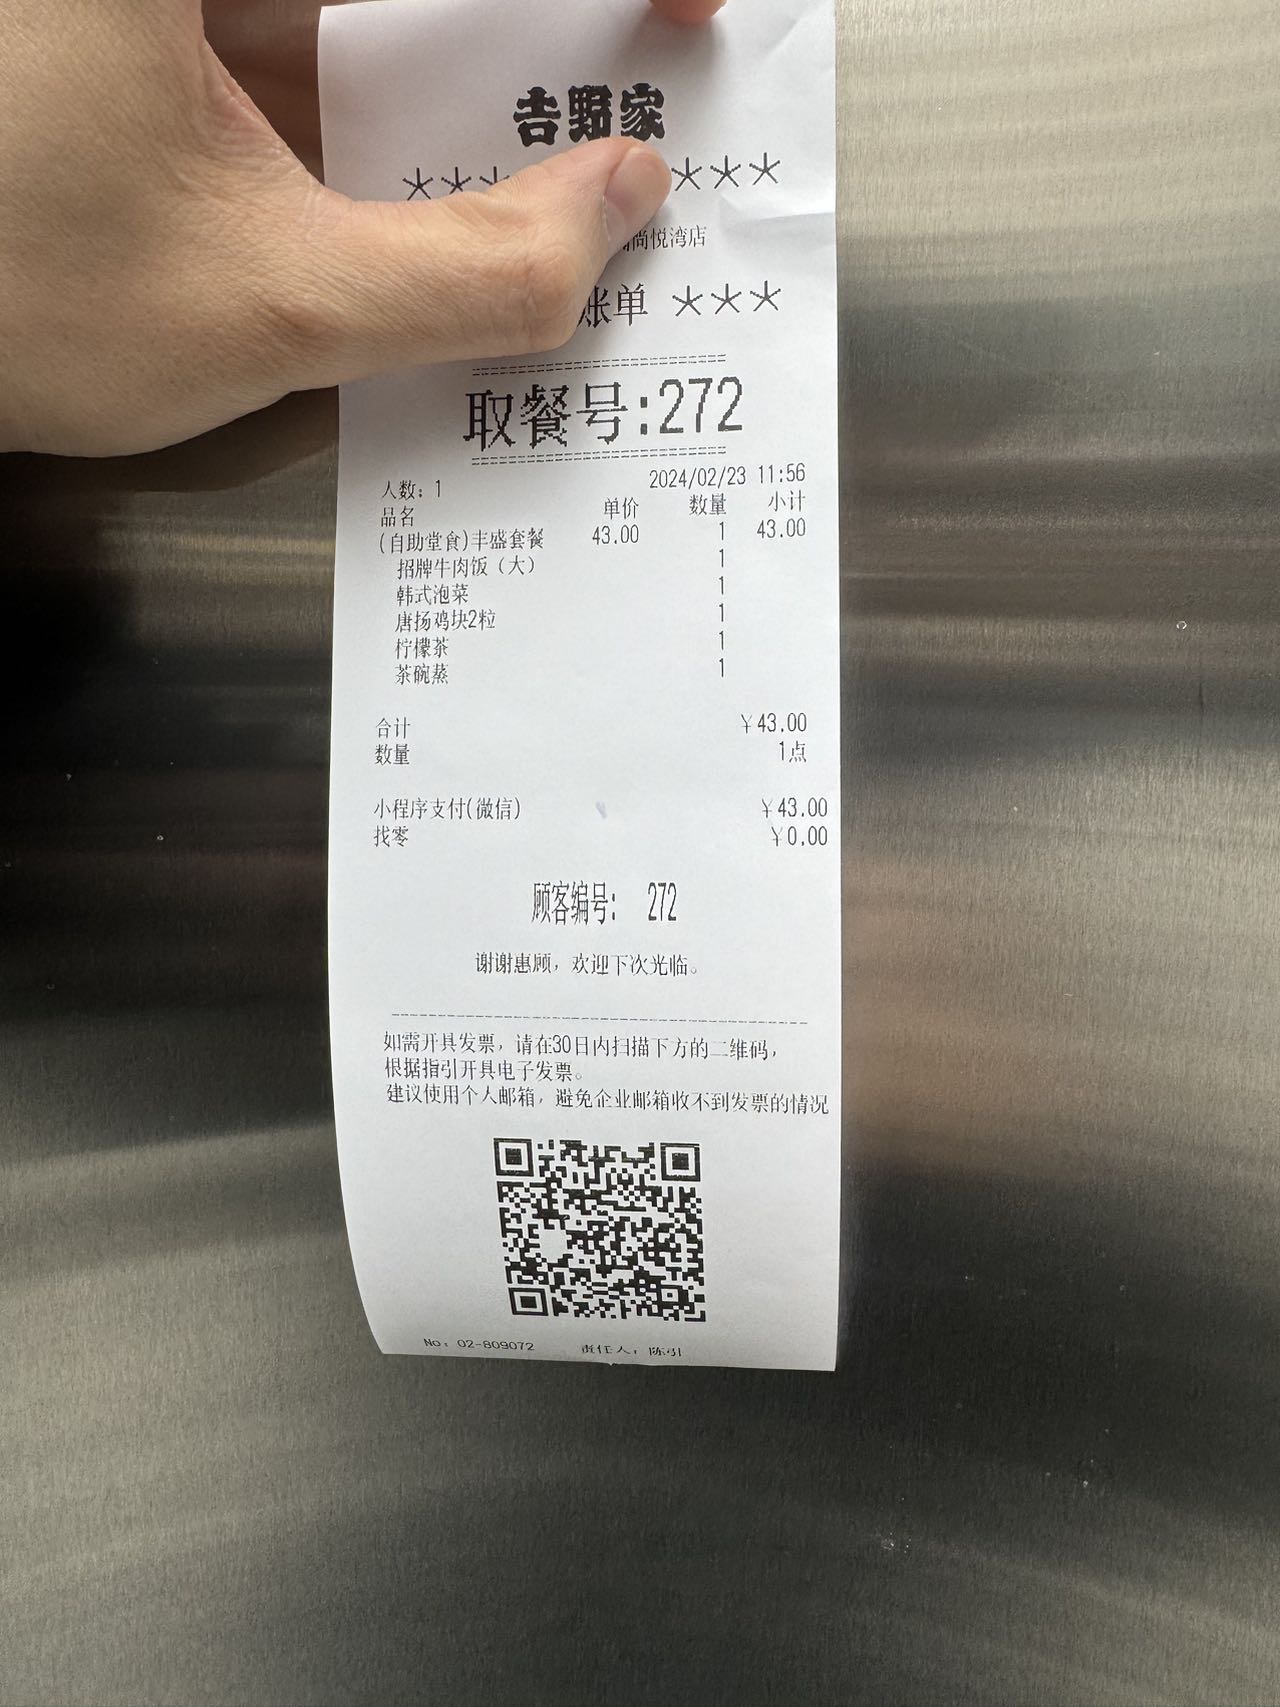 吉野家
*** ***
尚悦湾店
账单 ***
取餐号:272
2024/02/23 11:56
人数: 1
品名 单价 数量 小计
(自助堂食)丰盛套餐 43.00 1 43.00
招牌牛肉饭（大） 1
韩式泡菜 1
唐扬鸡块2粒 1
柠檬茶 1
茶碗蒸 1
合计 ¥43.00
数量 1点
小程序支付(微信) ¥43.00
找零 ¥0.00
顾客编号: 272
谢谢惠顾，欢迎下次光临。
如需开具发票，请在30日内扫描下方的二维码，
根据指引开具电子发票。
建议使用个人邮箱，避免企业邮箱收不到发票的情况
No: 02-809072 责任人: 陈引